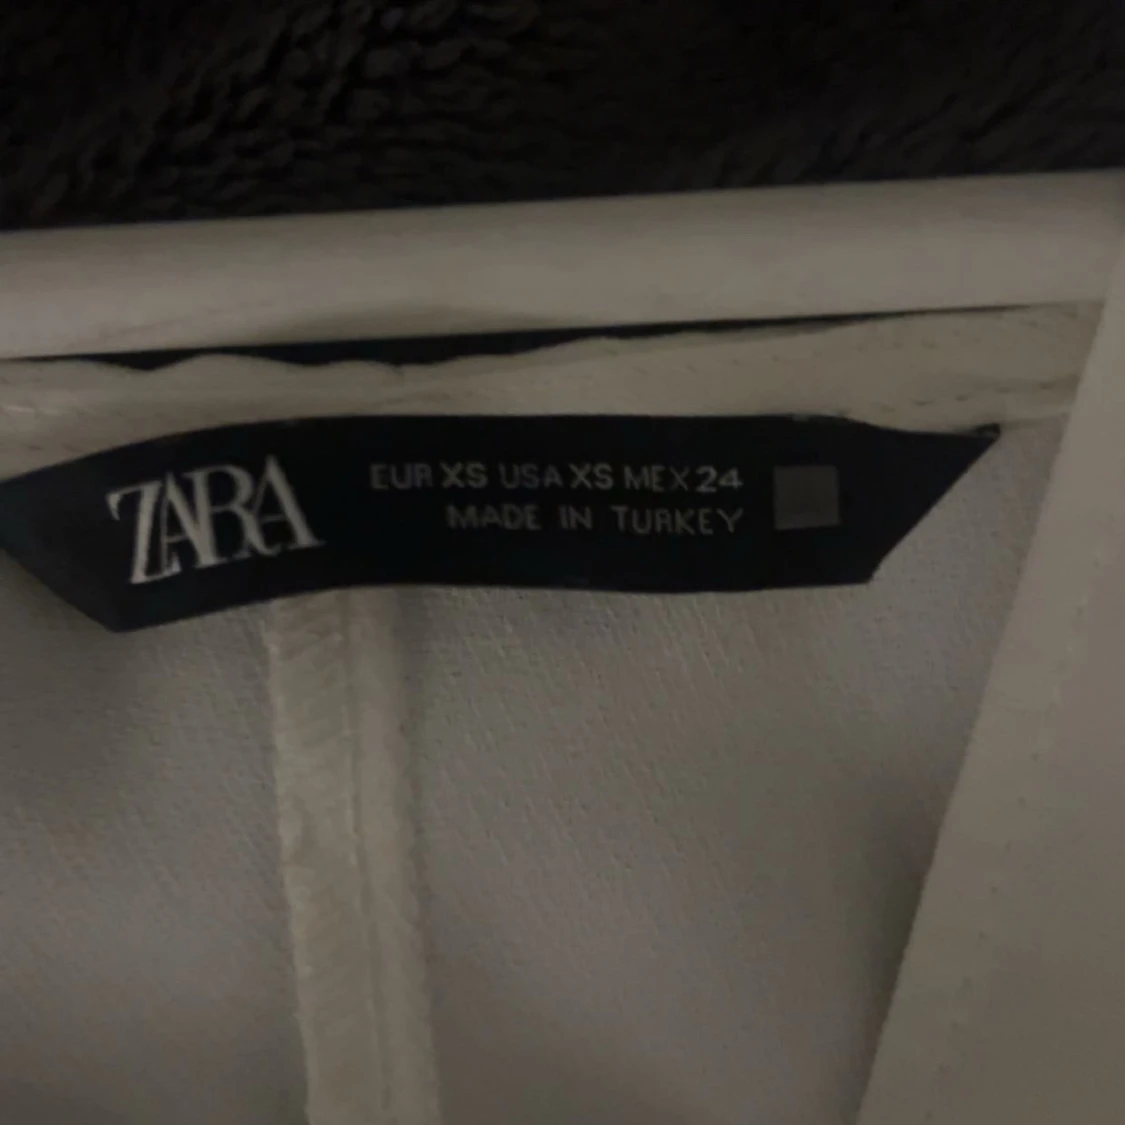 ZARA
EUR XS USA XS MEX 24
MADE IN TURKEY